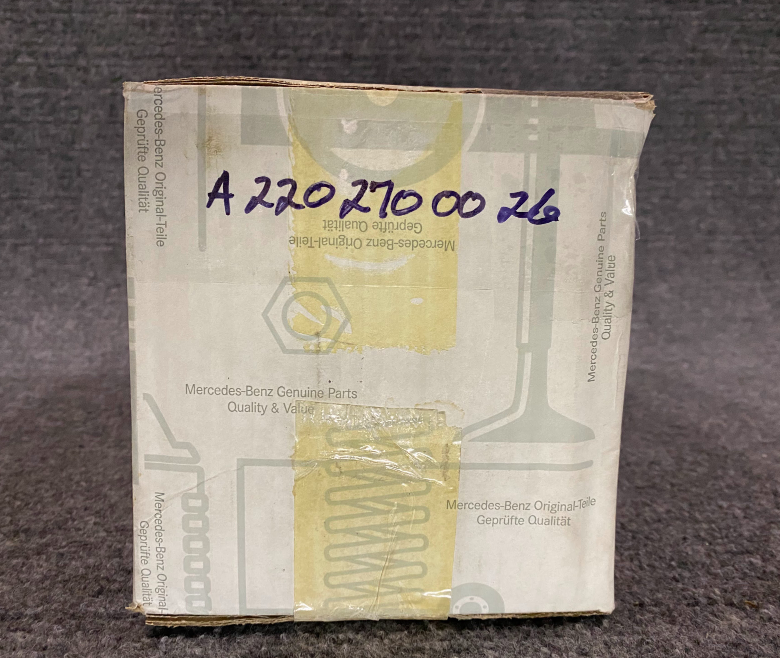 Mercedes-Benz Original-Teile
Geprüfte Qualität
A 220 270 00 26
Mercedes-Benz Original-Teile
Geprüfte Qualität
Mercedes-Benz Genuine Parts
Quality & Value
Mercedes-Benz Genuine Parts
Quality & Value
Mercedes-Benz Original-Teile
Geprüfte Qualität
Mercedes-Benz Original-
Geprüfte Qualität